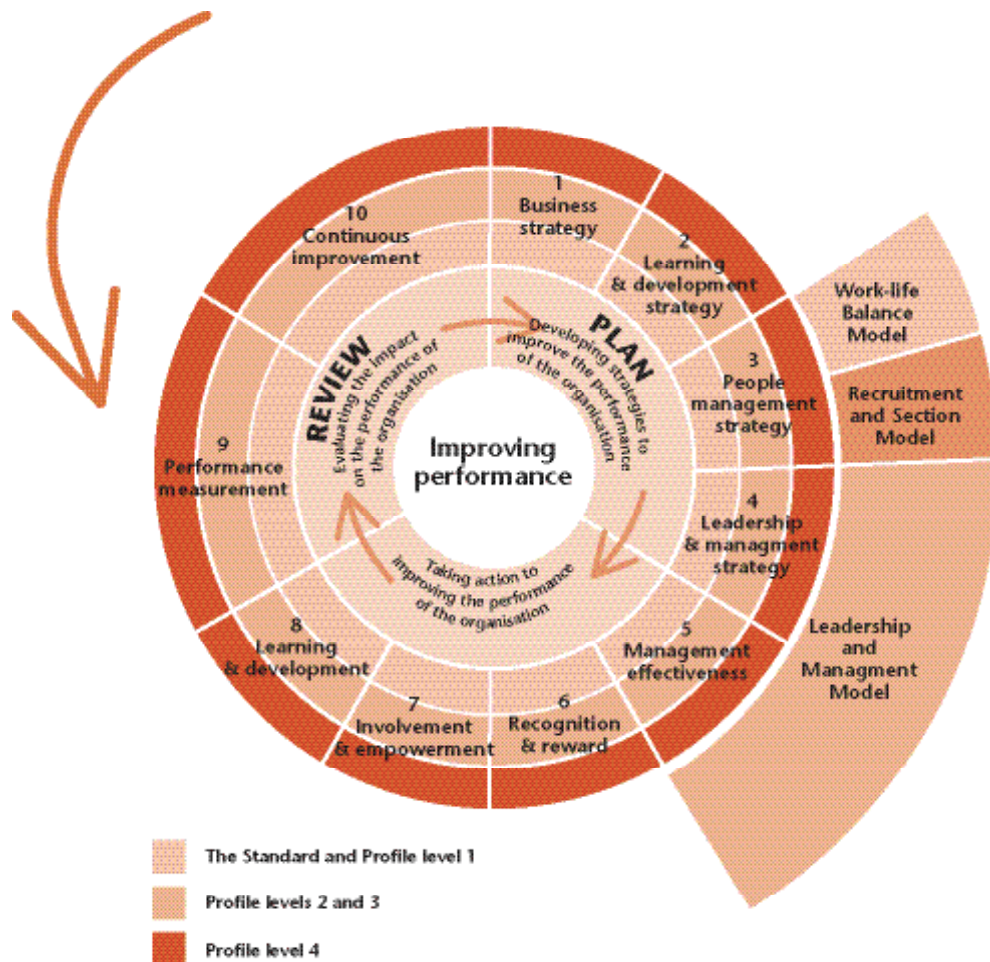 1
Business
strategy
2
Learning
& development
strategy
3
People
management
strategy
4
Leadership
& managment
strategy
5
Management
effectiveness
6
Recognition
& reward
7
Involvement
& empowerment
8
Learning
& development
9
Performance
measurement
10
Continuous
improvement
PLAN
Developing strategies to
improve the performance
of the organisation
Taking action to
improving the performance
of the organisation
REVIEW
Evaluating the impact
on the performance of
the organisation
Improving
performance
Work-life
Balance
Model
Recruitment
and Section
Model
Leadership
and
Managment
Model
The Standard and Profile level 1
Profile levels 2 and 3
Profile level 4